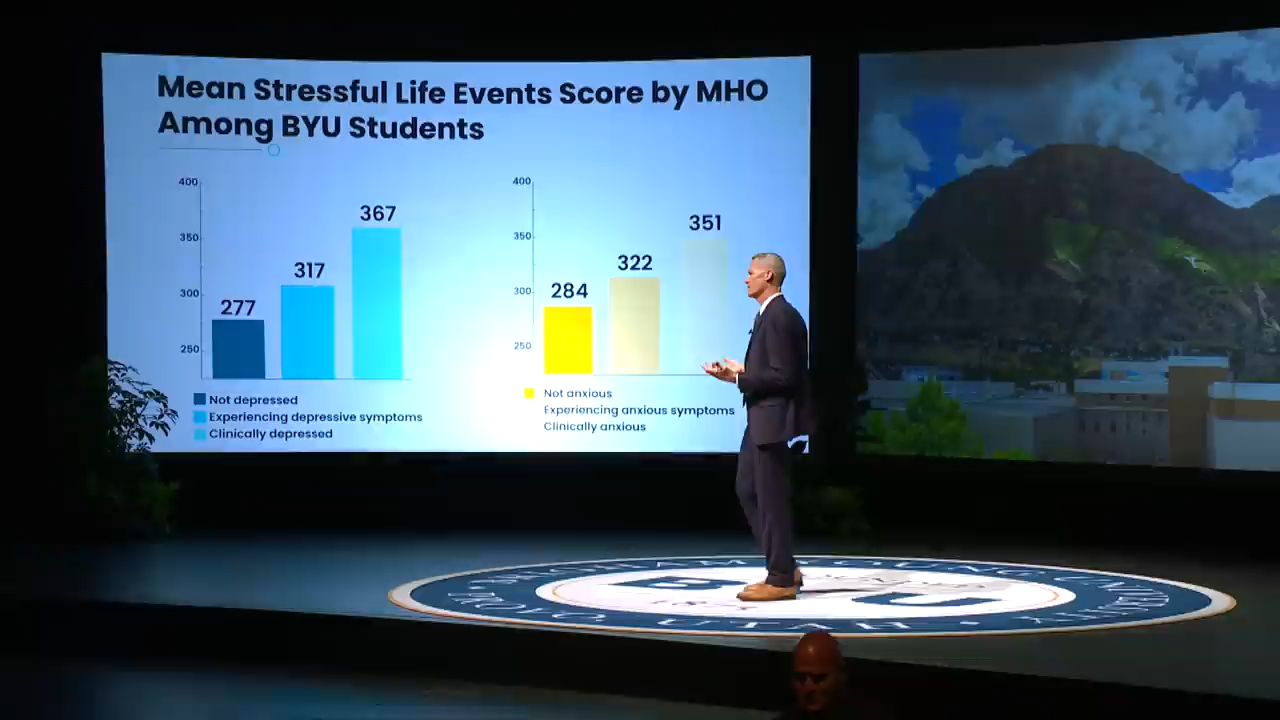 Mean Stressful Life Events Score by MHO
Among BYU Students
400
350
300
250
277
317
367
Not depressed
Experiencing depressive symptoms
Clinically depressed
400
350
300
250
284
322
351
Not anxious
Experiencing anxious symptoms
Clinically anxious
UTAH